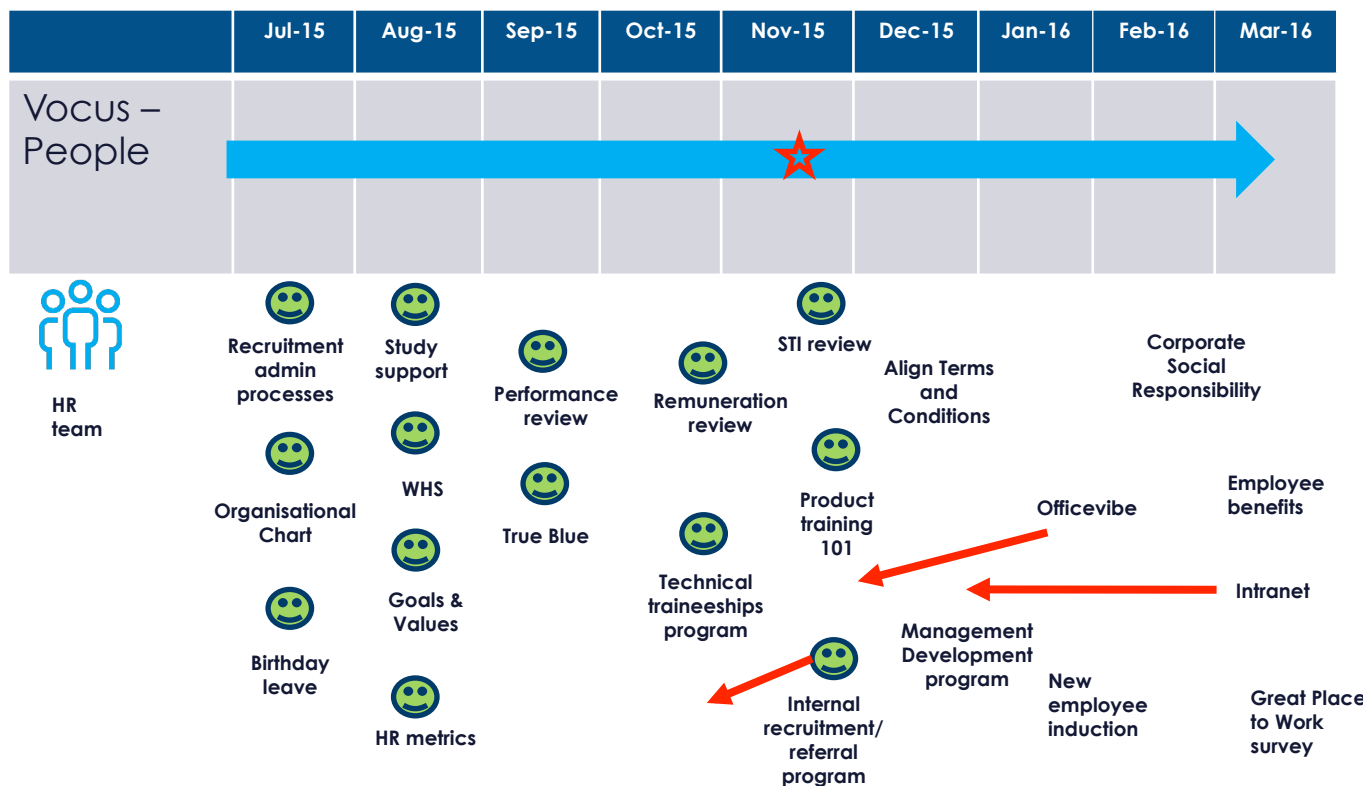 Jul-15 Aug-15 Sep-15 Oct-15 Nov-15 Dec-15 Jan-16 Feb-16 Mar-16
Vocus –
People
HR
team
Recruitment
admin
processes
Organisational
Chart
Birthday
leave
Study
support
WHS
Goals &
Values
HR metrics
Performance
review
True Blue
Remuneration
review
Technical
traineeships
program
STI review
Product
training
101
Internal
recruitment/
referral
program
Align Terms
and
Conditions
Management
Development
program
Officevibe
New
employee
induction
Corporate
Social
Responsibility
Employee
benefits
Intranet
Great Place
to Work
survey